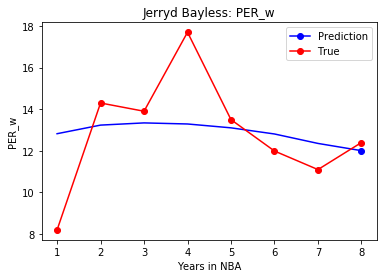 Jerryd Bayless: PER_w
Prediction
True
18
16
14
12
10
8
PER_w
1 2 3 4 5 6 7 8
Years in NBA